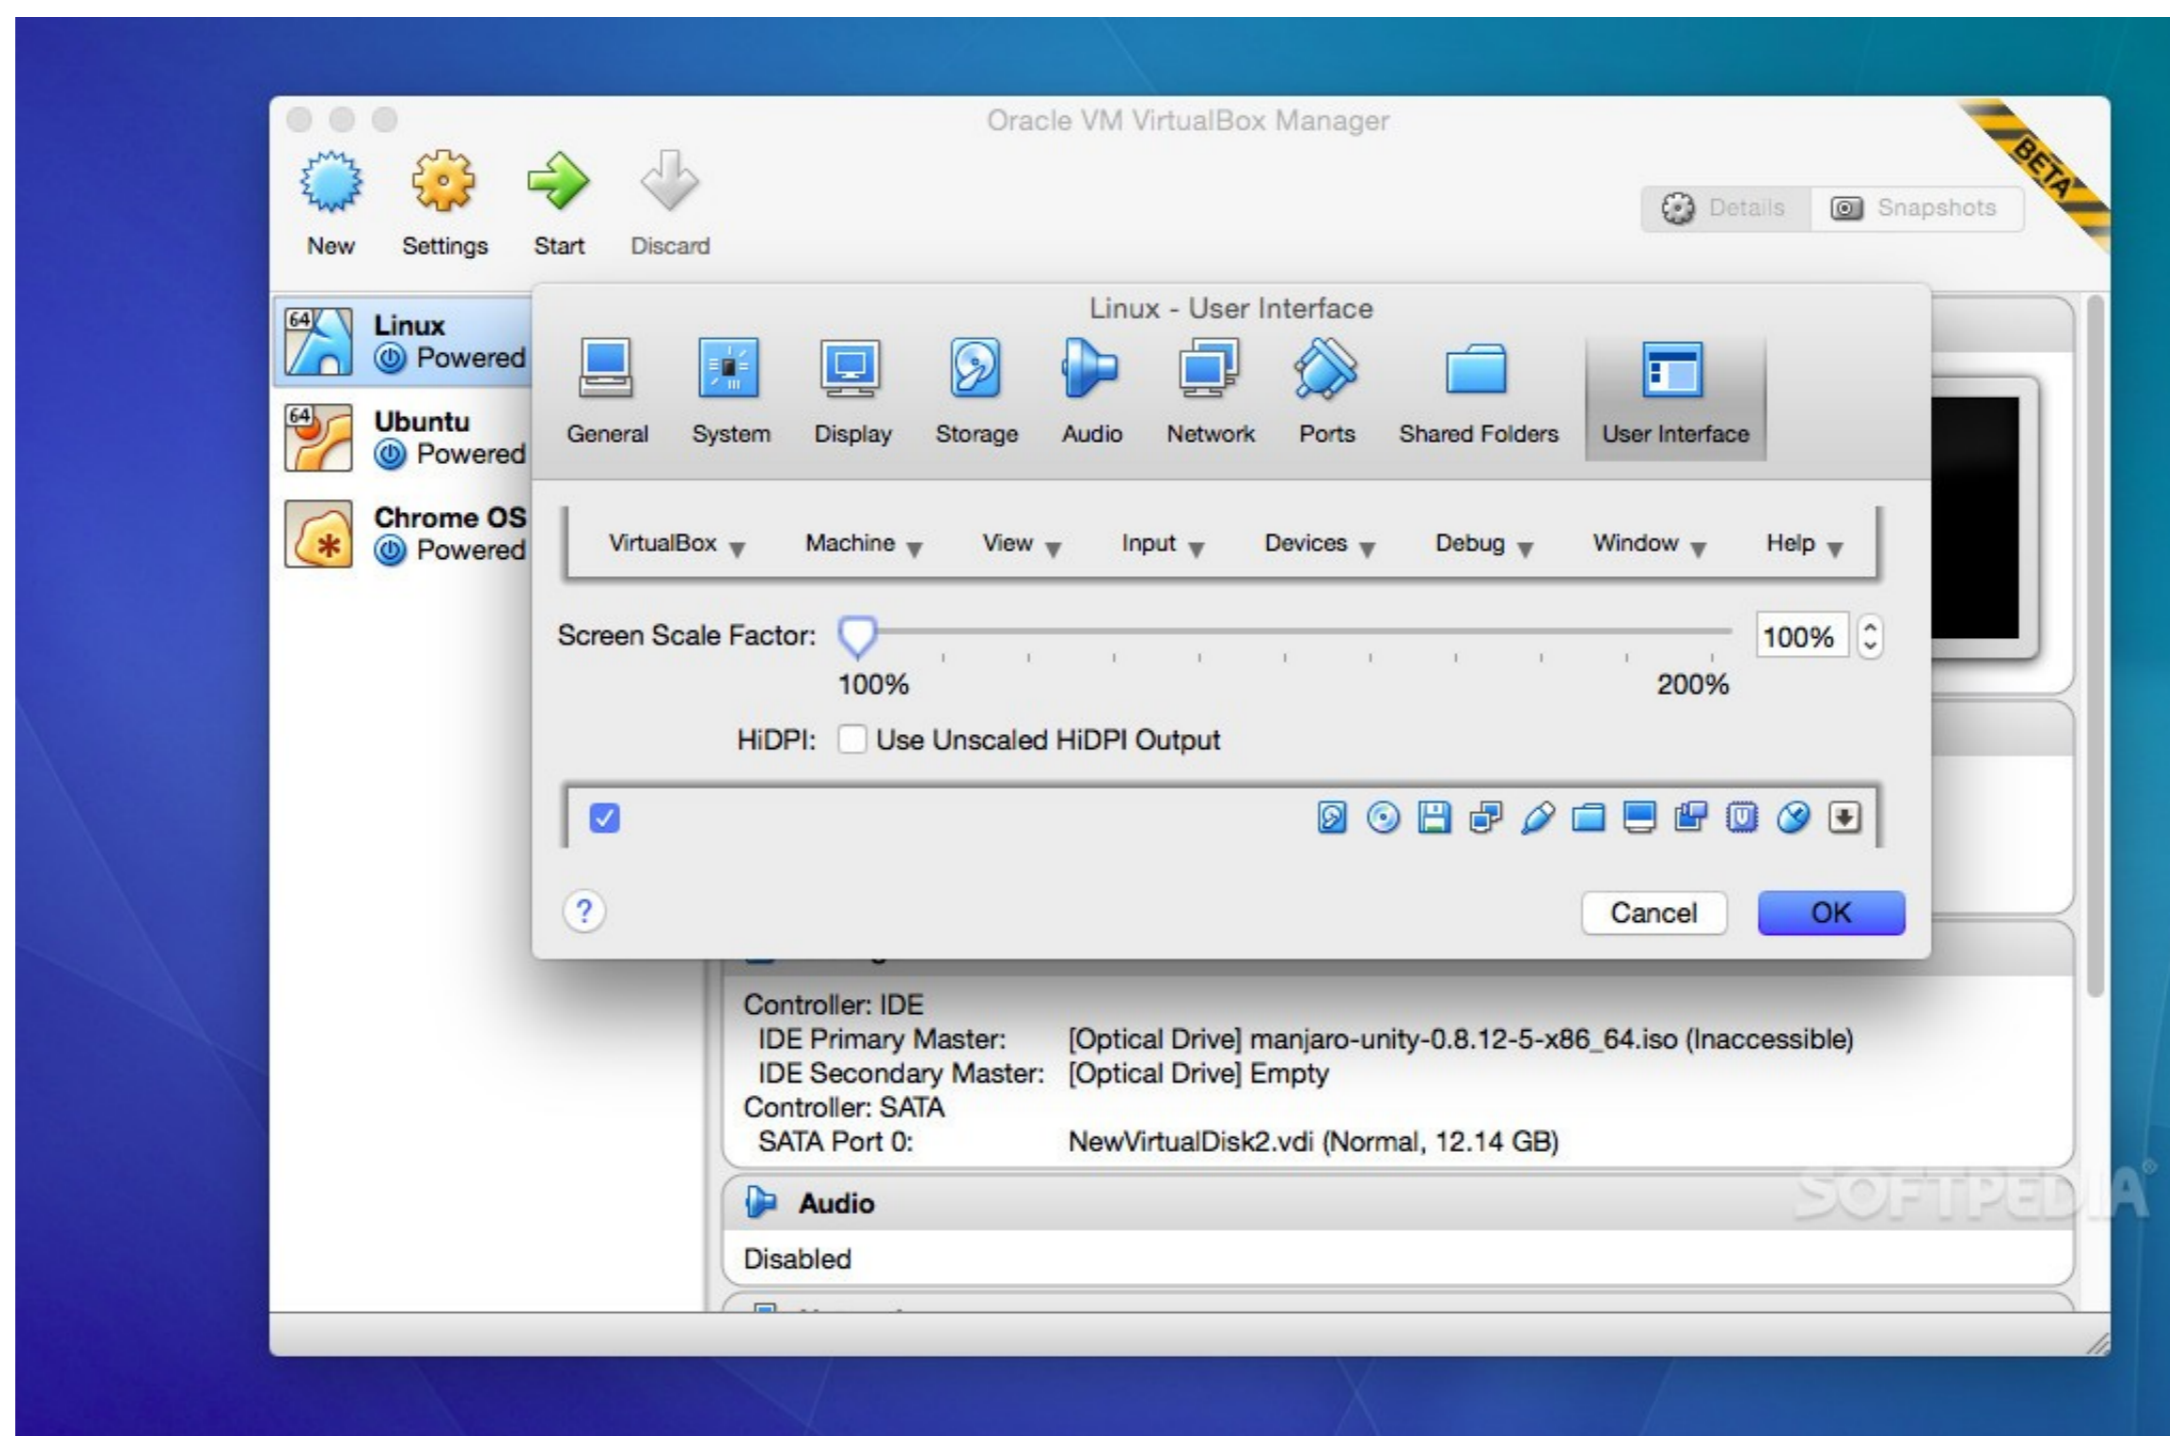 Oracle VM VirtualBox Manager
BETA
New Settings Start Discard
Details Snapshots
64 Linux
Powered
64 Ubuntu
Powered
Chrome OS
Powered
Linux - User Interface
General System Display Storage Audio Network Ports Shared Folders User Interface
VirtualBox Machine View Input Devices Debug Window Help
Screen Scale Factor: 100%
100% 200%
HiDPI: Use Unscaled HiDPI Output
?
Cancel OK
Controller: IDE
IDE Primary Master: [Optical Drive] manjaro-unity-0.8.12-5-x86_64.iso (Inaccessible)
IDE Secondary Master: [Optical Drive] Empty
Controller: SATA
SATA Port 0: NewVirtualDisk2.vdi (Normal, 12.14 GB)
SOFTPEDIA®
Audio
Disabled